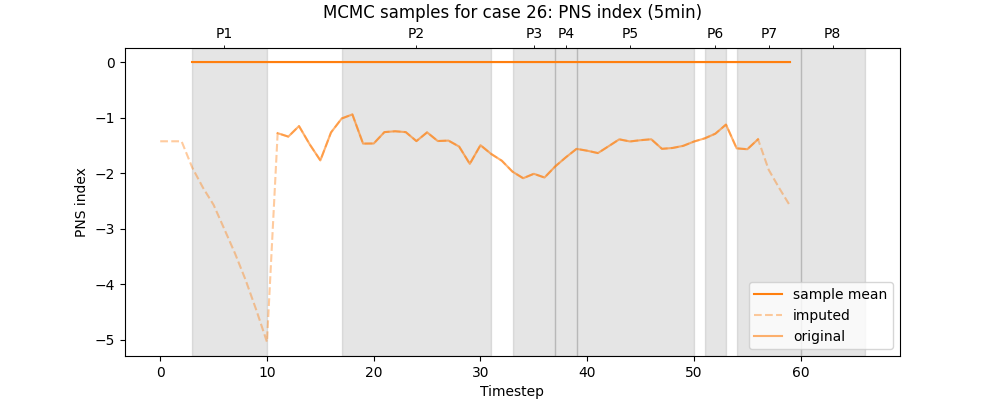 MCMC samples for case 26: PNS index (5min)
P1 P2 P3 P4 P5 P6 P7 P8
PNS index
0
−1
−2
−3
−4
−5
0 10 20 30 40 50 60
Timestep
sample mean
imputed
original